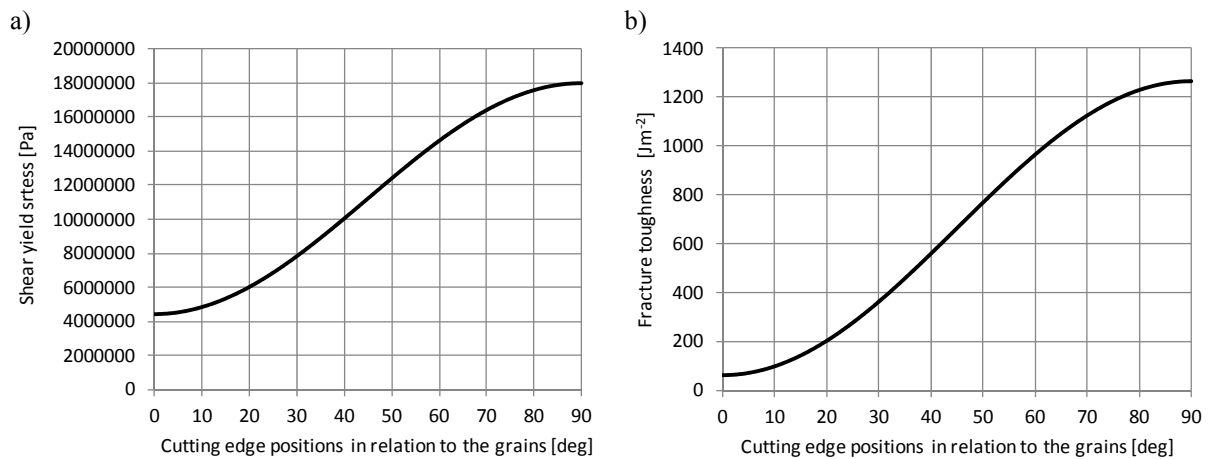 a)
20000000
18000000
16000000
14000000
12000000
10000000
8000000
6000000
4000000
2000000
0
Shear yield srtess [Pa]
0 10 20 30 40 50 60 70 80 90
Cutting edge positions in relation to the grains [deg]
b)
1400
1200
1000
800
600
400
200
0
Fracture toughness [Jm⁻²]
0 10 20 30 40 50 60 70 80 90
Cutting edge positions in relation to the grains [deg]